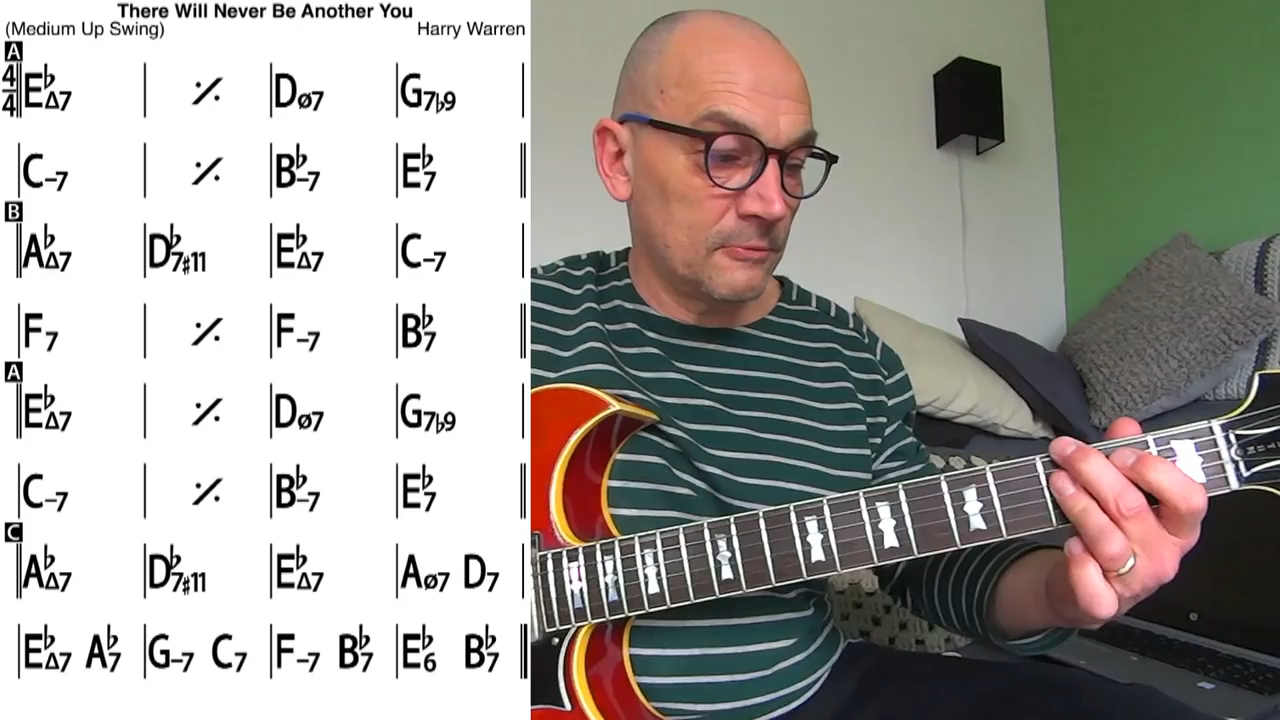 There Will Never Be Another You
(Medium Up Swing) Harry Warren
A
4/4 E♭Δ7 | 𝄎 | Dø7 | G7♭9 |
C–7 | 𝄎 | B♭–7 | E♭7
B
A♭Δ7 | D♭7♯11 | E♭Δ7 | C–7 |
F7 | 𝄎 | F–7 | B♭7
A
E♭Δ7 | 𝄎 | Dø7 | G7♭9 |
C–7 | 𝄎 | B♭–7 | E♭7
C
A♭Δ7 | D♭7♯11 | E♭Δ7 | Aø7 D7 |
E♭Δ7 A♭7 | G–7 C7 | F–7 B♭7 | E♭6 B♭7